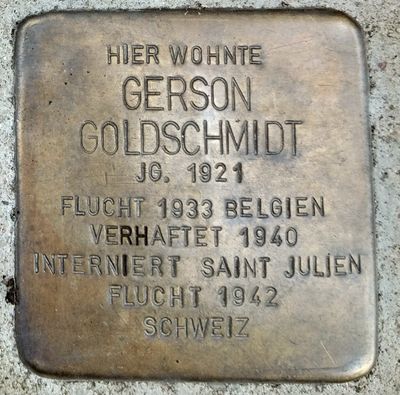 HIER WOHNTE
GERSON
GOLDSCHMIDT
JG. 1921
FLUCHT 1933 BELGIEN
VERHAFTET 1940
INTERNIERT SAINT JULIEN
FLUCHT 1942
SCHWEIZ